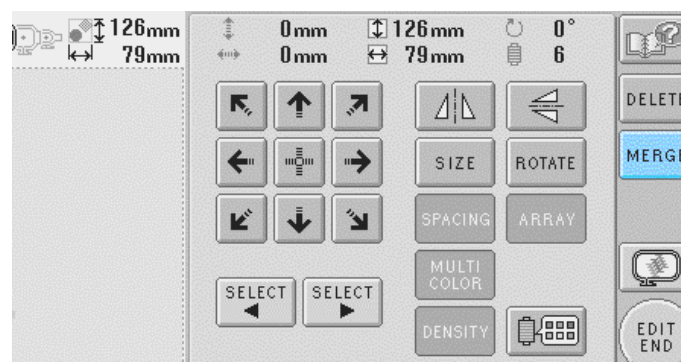 126mm
79mm
0mm 126mm 0°
0mm 79mm 6
DELETE
SIZE ROTATE MERGE
SPACING ARRAY
MULTI
COLOR
SELECT SELECT
DENSITY
EDIT
END